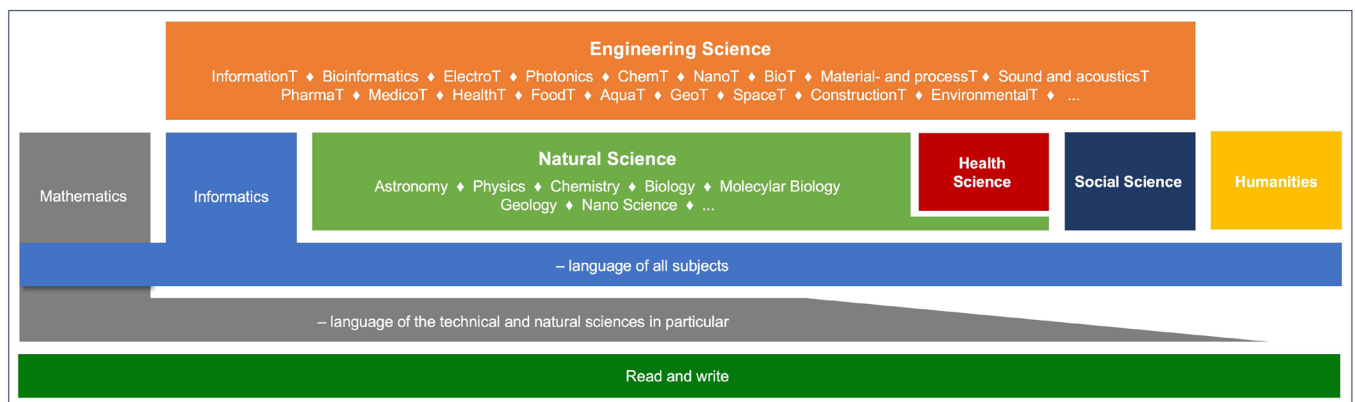 Engineering Science
InformationT ♦ Bioinformatics ♦ ElectroT ♦ Photonics ♦ ChemT ♦ NanoT ♦ BioT ♦ Material- and processT ♦ Sound and acousticsT
PharmaT ♦ MedicoT ♦ HealthT ♦ FoodT ♦ AquaT ♦ GeoT ♦ SpaceT ♦ ConstructionT ♦ EnvironmentalT ♦ ...
Mathematics
Informatics
Natural Science
Astronomy ♦ Physics ♦ Chemistry ♦ Biology ♦ Molecylar Biology
Geology ♦ Nano Science ♦ ...
Health
Science
Social Science
Humanities
– language of all subjects
– language of the technical and natural sciences in particular
Read and write